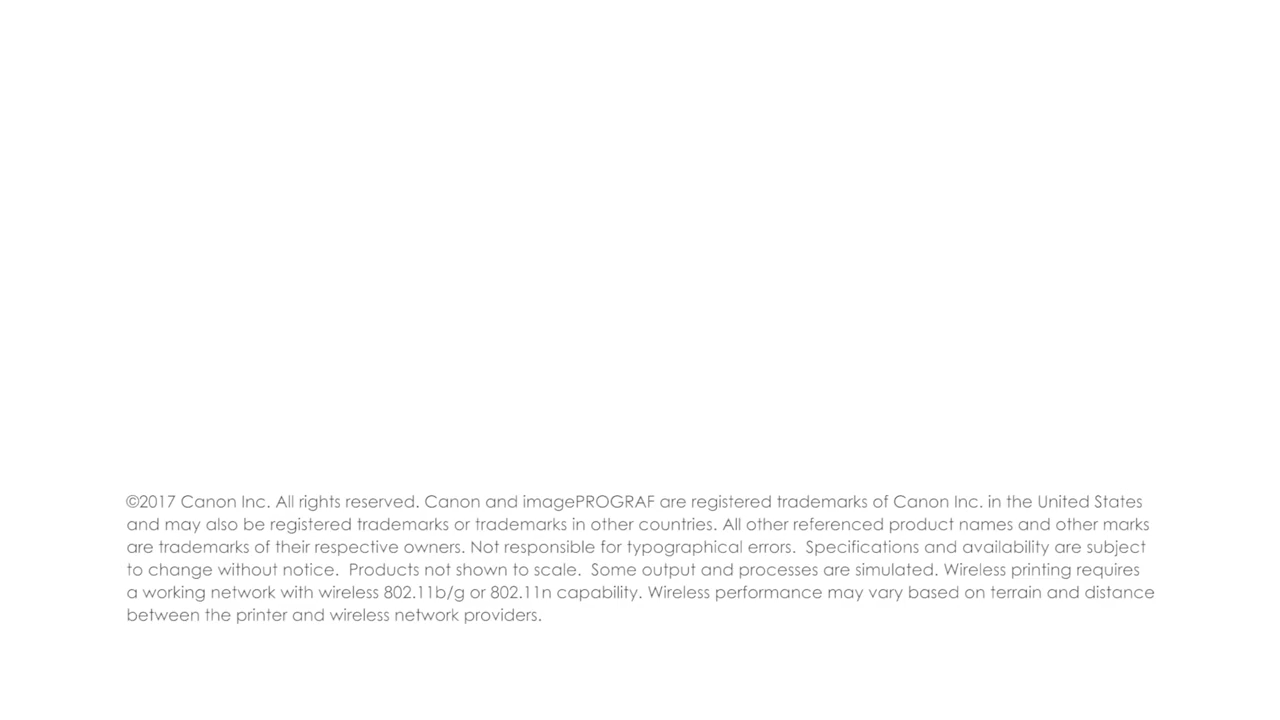 ©2017 Canon Inc. All rights reserved. Canon and imagePROGRAF are registered trademarks of Canon Inc. in the United States
and may also be registered trademarks or trademarks in other countries. All other referenced product names and other marks
are trademarks of their respective owners. Not responsible for typographical errors.  Specifications and availability are subject
to change without notice.  Products not shown to scale.  Some output and processes are simulated. Wireless printing requires
a working network with wireless 802.11b/g or 802.11n capability. Wireless performance may vary based on terrain and distance
between the printer and wireless network providers.